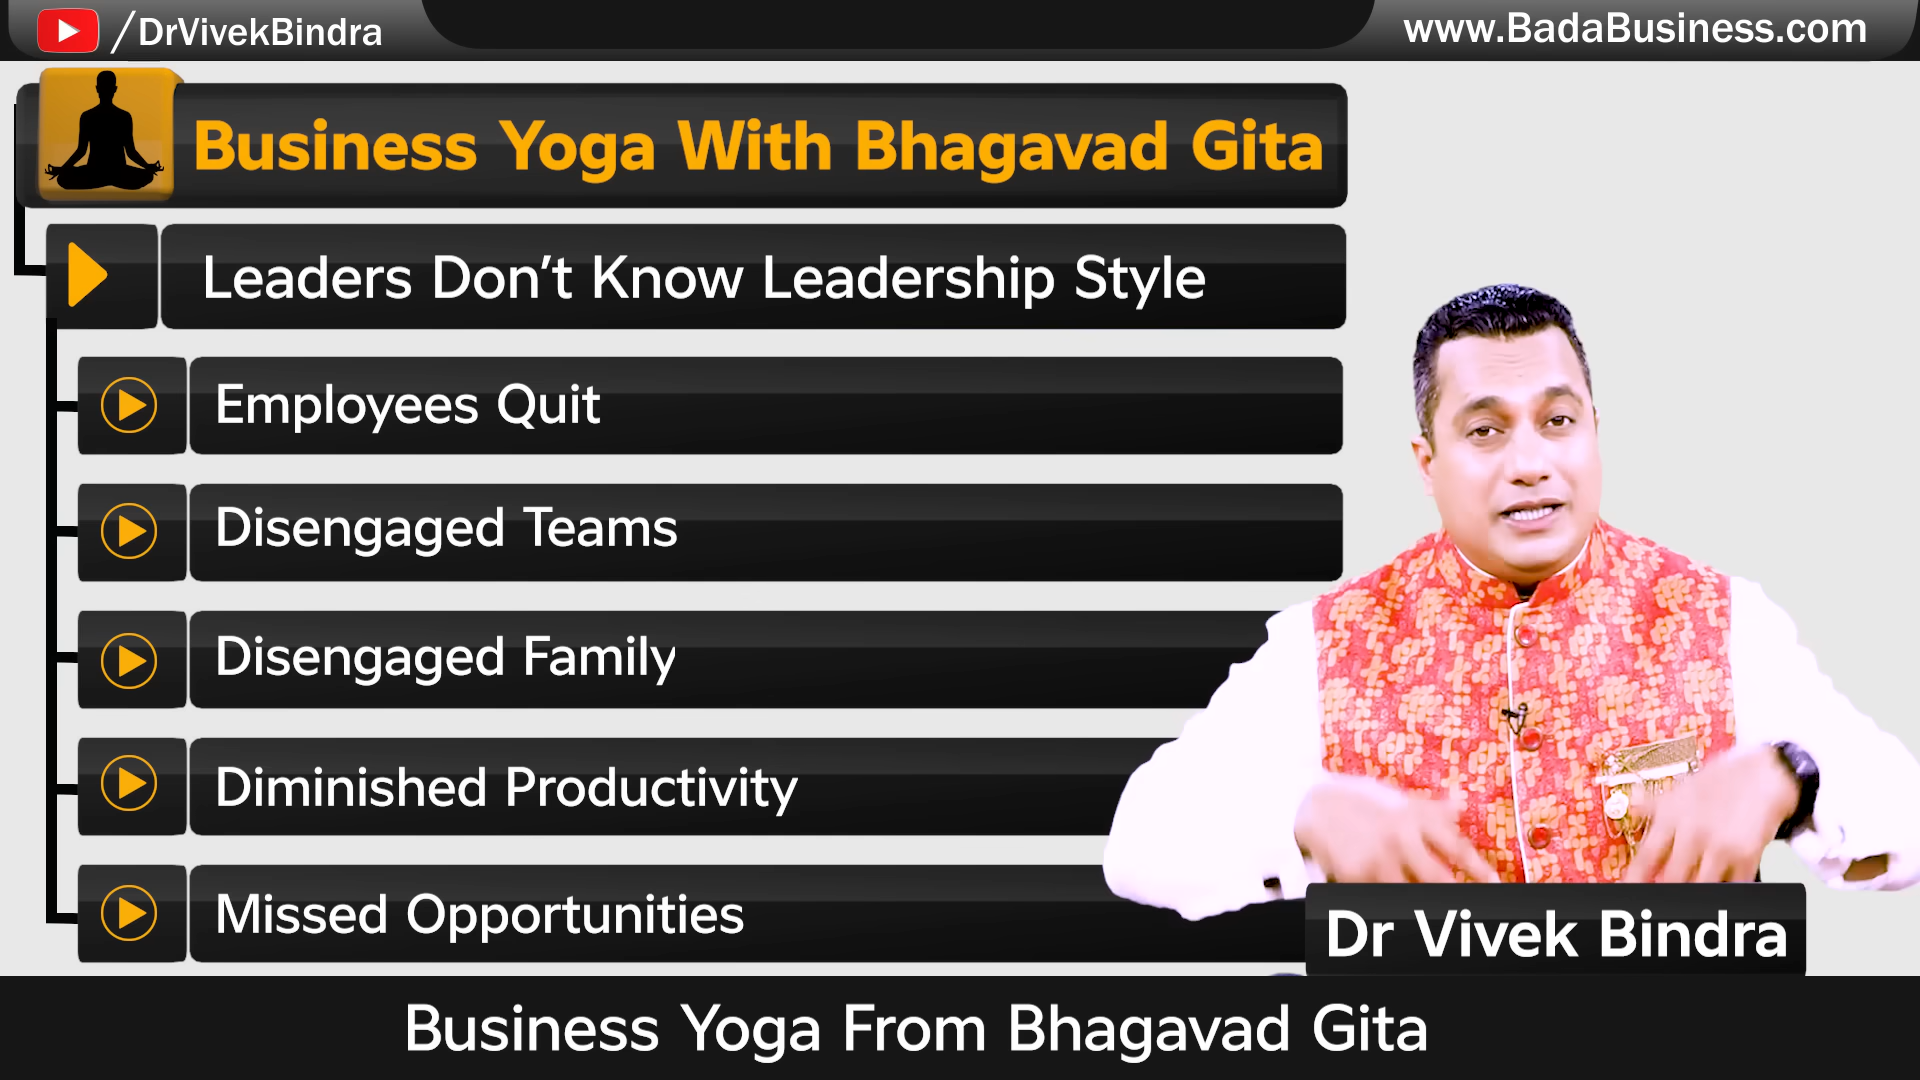 /DrVivekBindra
www.BadaBusiness.com
Business Yoga With Bhagavad Gita
Leaders Don't Know Leadership Style
Employees Quit
Disengaged Teams
Disengaged Family
Diminished Productivity
Missed Opportunities
Dr Vivek Bindra
Business Yoga From Bhagavad Gita